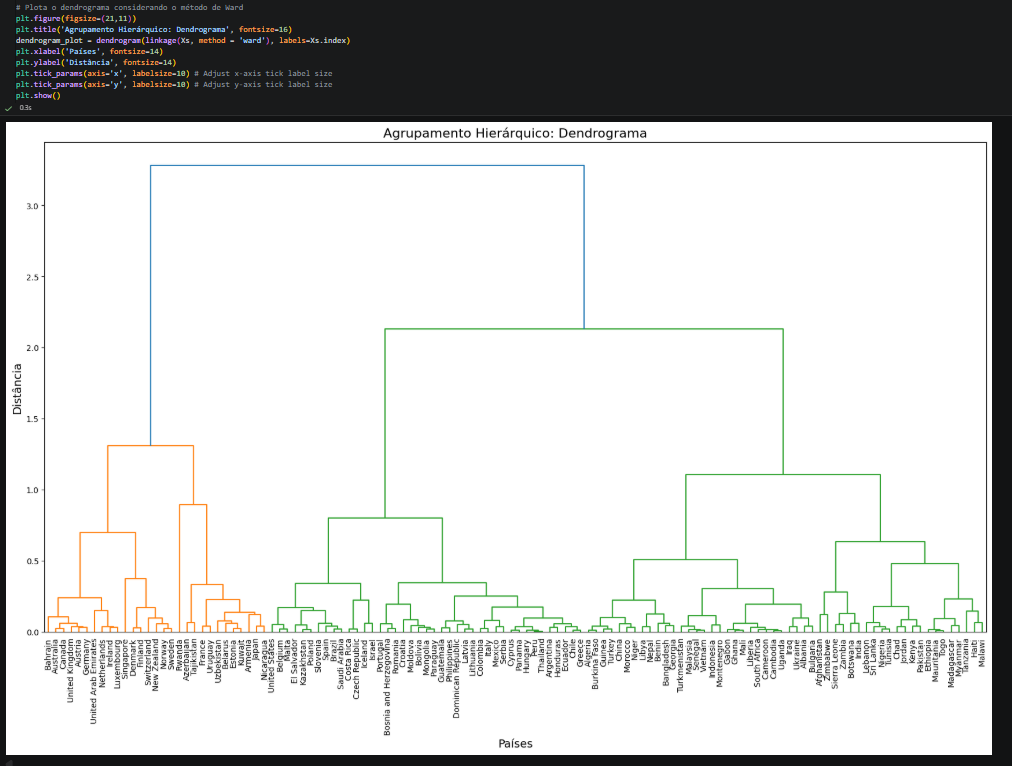 # Plota o dendrograma considerando o método de Ward
plt.figure(figsize=(21,11))
plt.title('Agrupamento Hierárquico: Dendrograma', fontsize=16)
dendrogram_plot = dendrogram(linkage(Xs, method = 'ward'), labels=Xs.index)
plt.xlabel('Países', fontsize=14)
plt.ylabel('Distância', fontsize=14)
plt.tick_params(axis='x', labelsize=10) # Adjust x-axis tick label size
plt.tick_params(axis='y', labelsize=10) # Adjust y-axis tick label size
plt.show()
0.3s
Agrupamento Hierárquico: Dendrograma
3.0
2.5
2.0
1.5
1.0
0.5
0.0
Distância
Bahrain
Australia
Canada
United Kingdom
Austria
Germany
United Arab Emirates
Netherlands
Ireland
Luxembourg
Singapore
Denmark
Finland
Switzerland
New Zealand
Norway
Sweden
Rwanda
Azerbaijan
Tajikistan
France
Uruguay
Uzbekistan
Belarus
Estonia
Kuwait
Armenia
Japan
Nicaragua
United States
Belgium
Malta
El Salvador
Kazakhstan
Poland
Slovenia
Spain
Brazil
Saudi Arabia
Costa Rica
Czech Republic
Iceland
Israel
Portugal
Bosnia and Herzegovina
Romania
Croatia
Mexico
Bolivia
Mongolia
Paraguay
Guatemala
Philippines
Dominican Republic
Latvia
Lithuania
Colombia
Italy
Mexico
Serbia
Cyprus
Panama
Hungary
Peru
Thailand
Argentina
Honduras
Ecuador
Chile
Greece
Algeria
Burkina Faso
Guinea
Turkey
China
Morocco
Niger
Libya
Nepal
Benin
Bangladesh
Georgia
Turkmenistan
Malaysia
Senegal
Vietnam
Indonesia
Montenegro
Gabon
Ghana
Mali
Liberia
South Africa
Cameroon
Cambodia
Uganda
Iraq
Ukraine
Albania
Bulgaria
Afghanistan
Zimbabwe
Sierra Leone
Zambia
Botswana
India
Lebanon
Sri Lanka
Nigeria
Tunisia
Chad
Jordan
Kenya
Pakistan
Ethiopia
Mauritania
Togo
Madagascar
Myanmar
Tanzania
Haiti
Malawi
Países